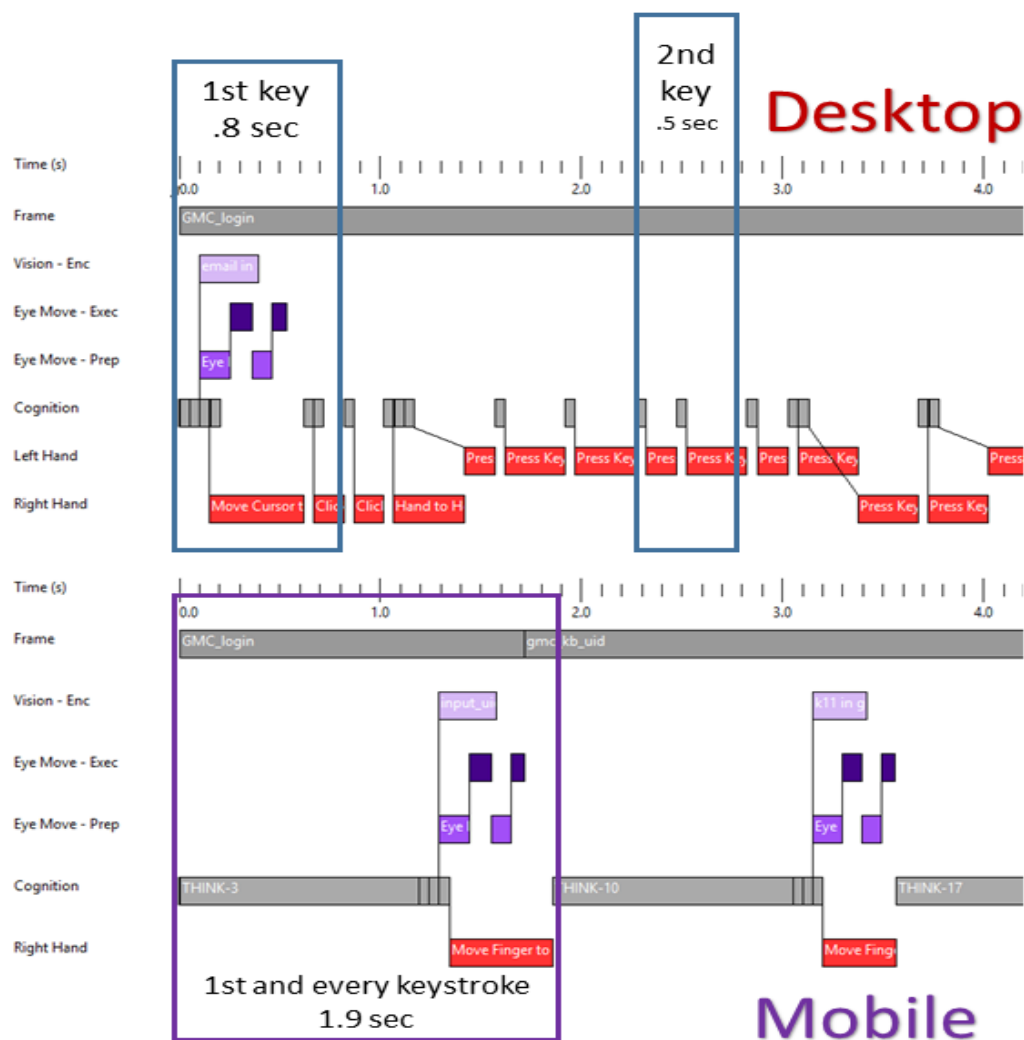 1st key
.8 sec
2nd
key
.5 sec
Desktop
Time (s)
0.0 1.0 2.0 3.0 4.0
Frame
GMC_login
Vision - Enc
email in
Eye Move - Exec
Eye Move - Prep
Eye
Cognition
Left Hand
Pres Press Key Press Key Pres Press Key Pres Press Key Press
Right Hand
Move Cursor t Clic Clic Hand to H Press Key Press Key
Time (s)
0.0 1.0 2.0 3.0 4.0
Frame
GMC_login kb_uid
Vision - Enc
input_ui k11 in g
Eye Move - Exec
Eye Move - Prep
Eye Eye
Cognition
THINK-3 THINK-10 THINK-17
Right Hand
Move Finger to Move Fing
1st and every keystroke
1.9 sec
Mobile